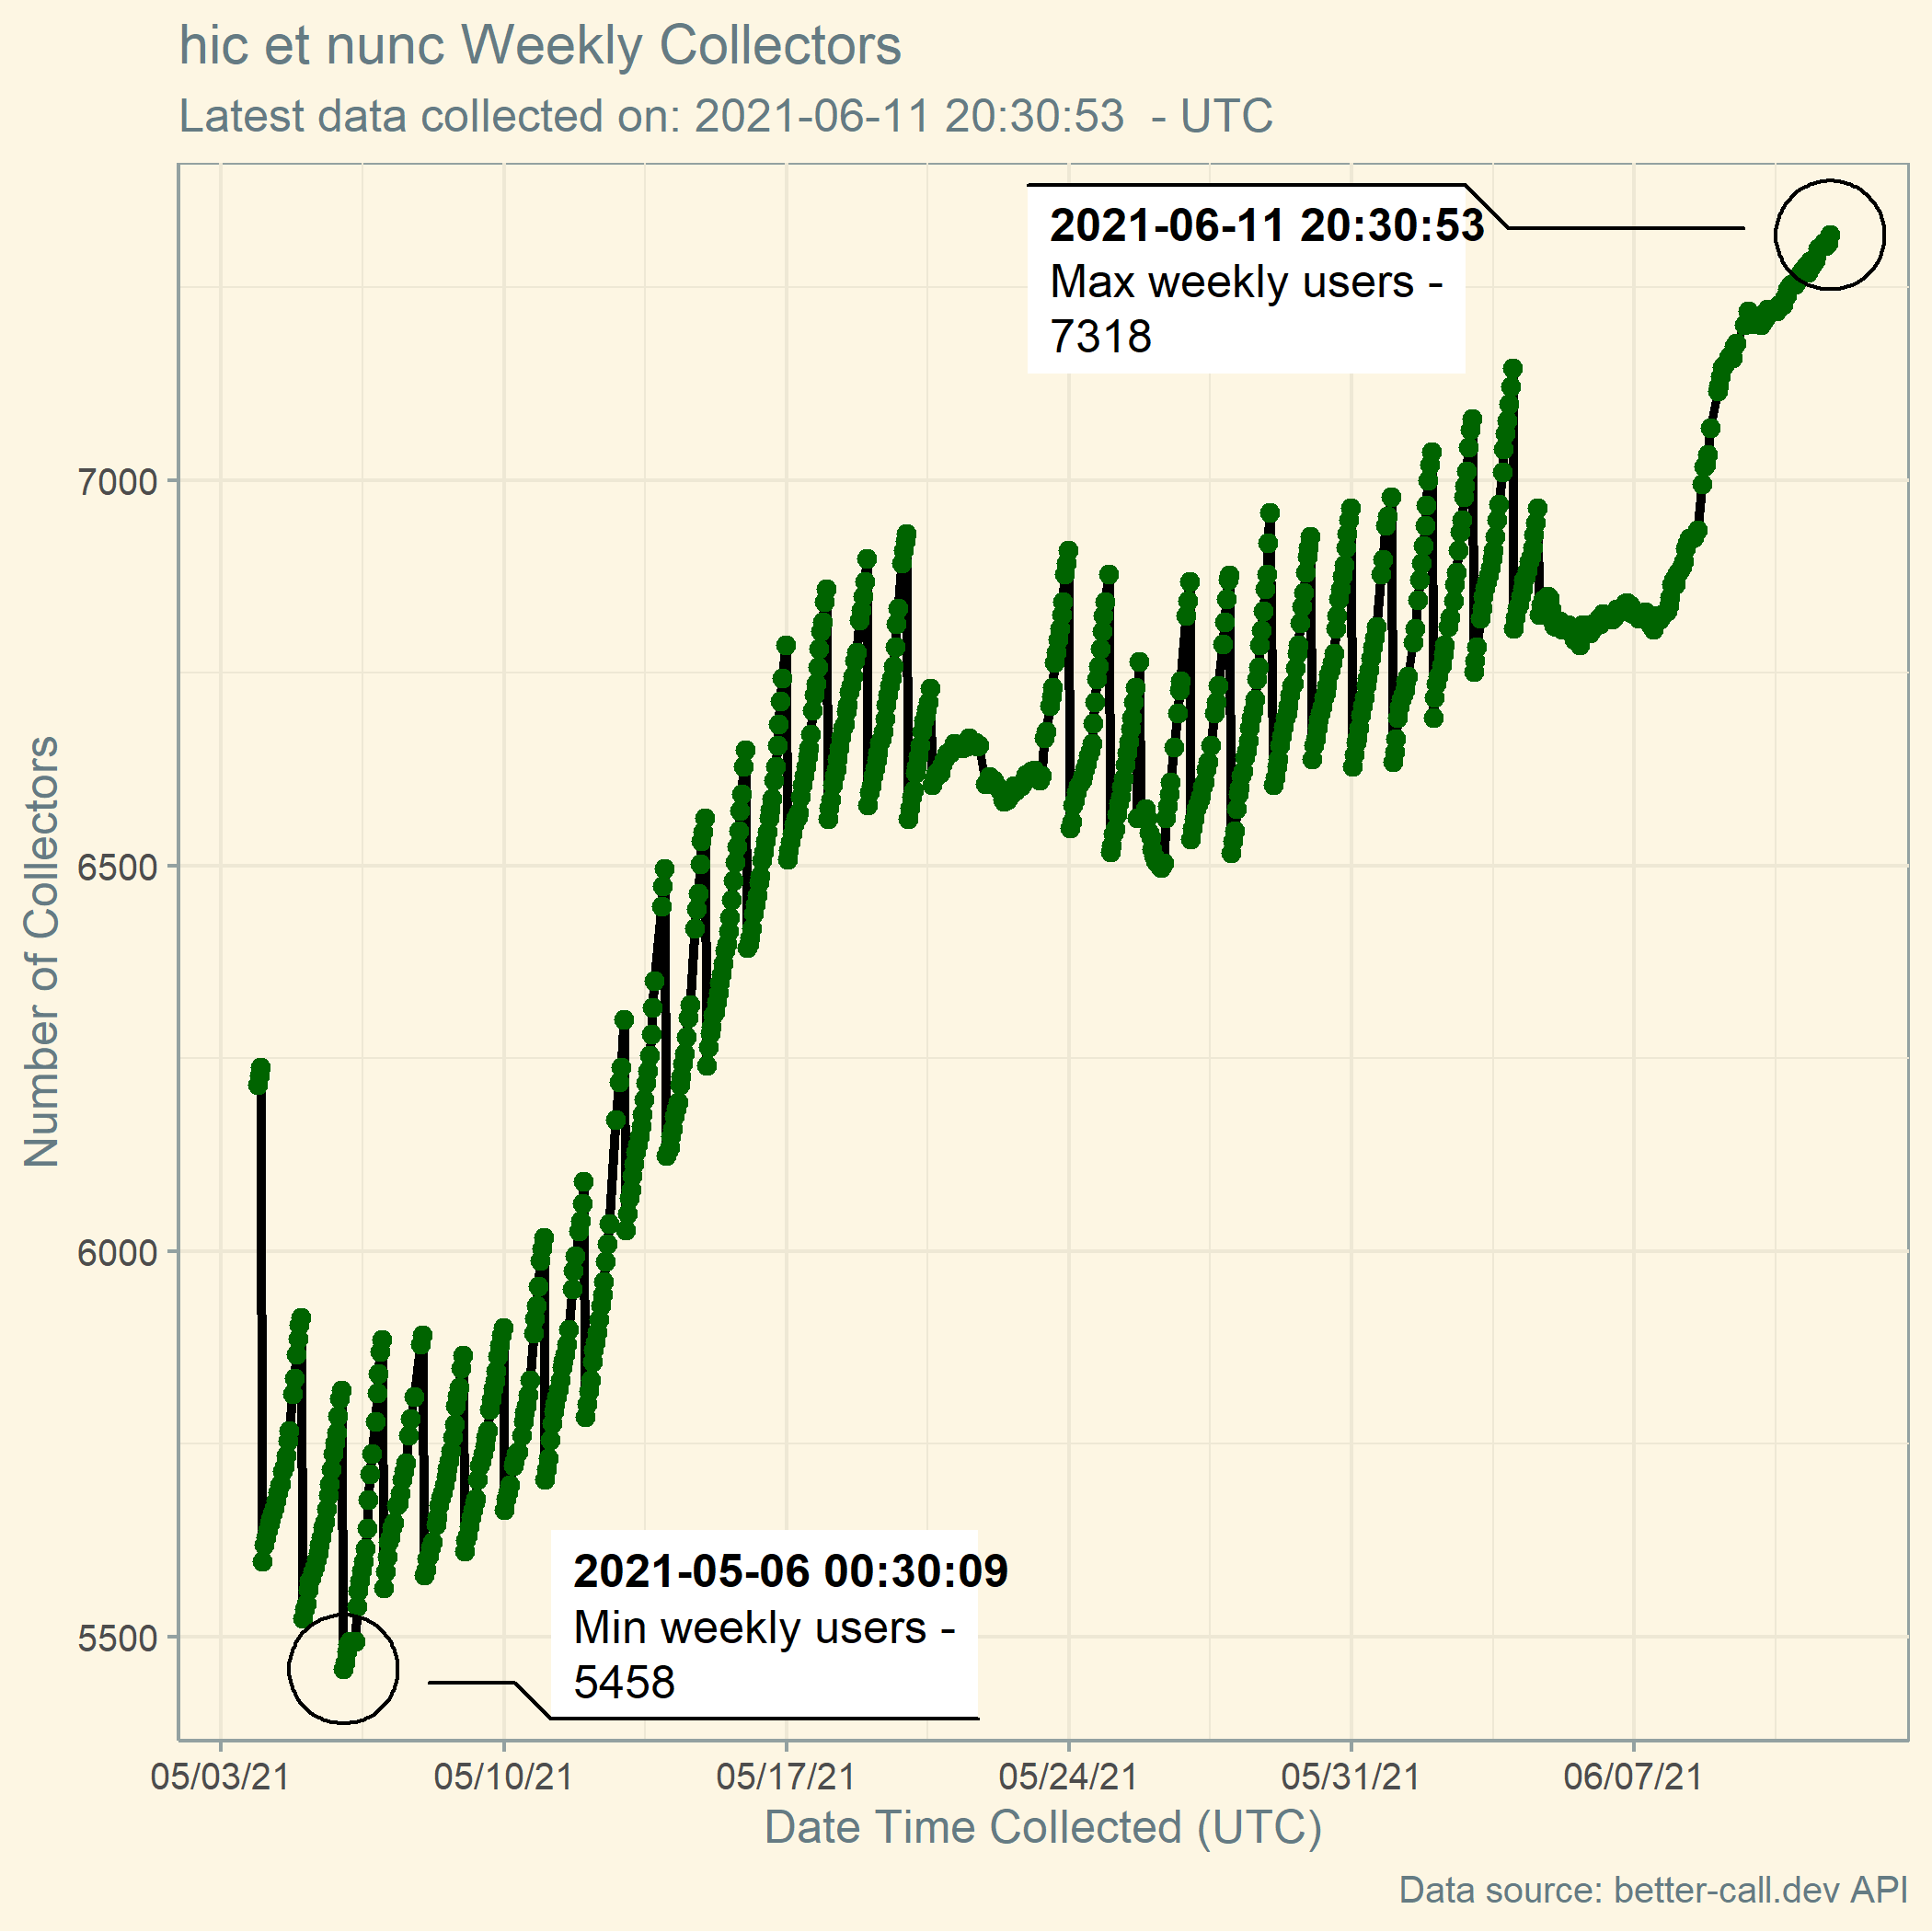 hic et nunc Weekly Collectors
Latest data collected on: 2021-06-11 20:30:53  - UTC
2021-06-11 20:30:53
Max weekly users -
7318
7000
6500
6000
5500
Number of Collectors
2021-05-06 00:30:09
Min weekly users -
5458
05/03/21 05/10/21 05/17/21 05/24/21 05/31/21 06/07/21
Date Time Collected (UTC)
Data source: better-call.dev API